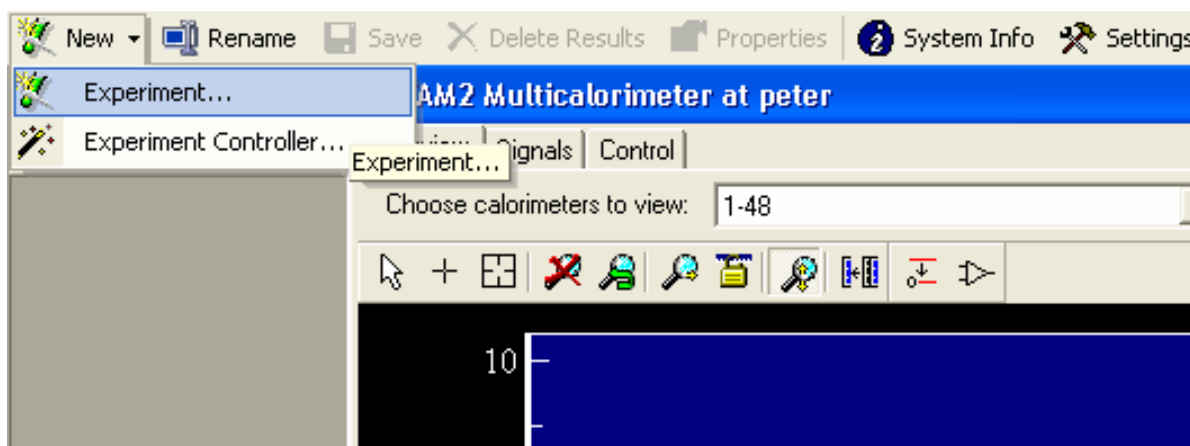 New Rename Save Delete Results Properties System Info Settings
Experiment...
AM2 Multicalorimeter at peter
Experiment Controller...
Signals Control
Experiment...
Choose calorimeters to view: 1-48
10